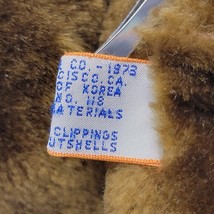 CO. - 1973
CISCO, CA.
OF KOREA
NO. 118
MATERIALS
CLIPPINGS
UTSHELLS